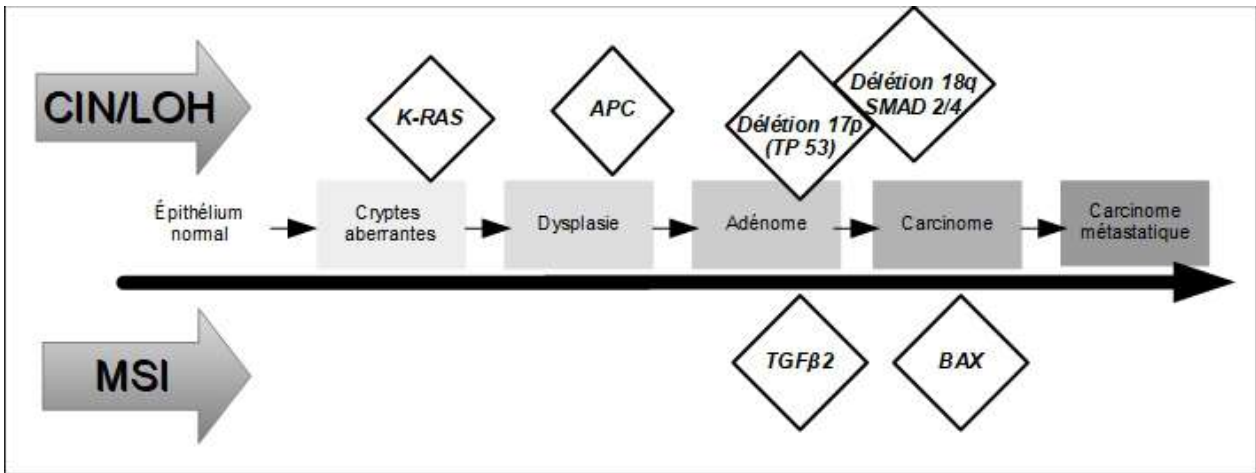 CIN/LOH
K-RAS
APC
Délétion 17p
(TP 53)
Délétion 18q
SMAD 2/4
Épithélium
normal
Cryptes
aberrantes
Dysplasie
Adénome
Carcinome
Carcinome
métastatique
MSI
TGFβ2
BAX